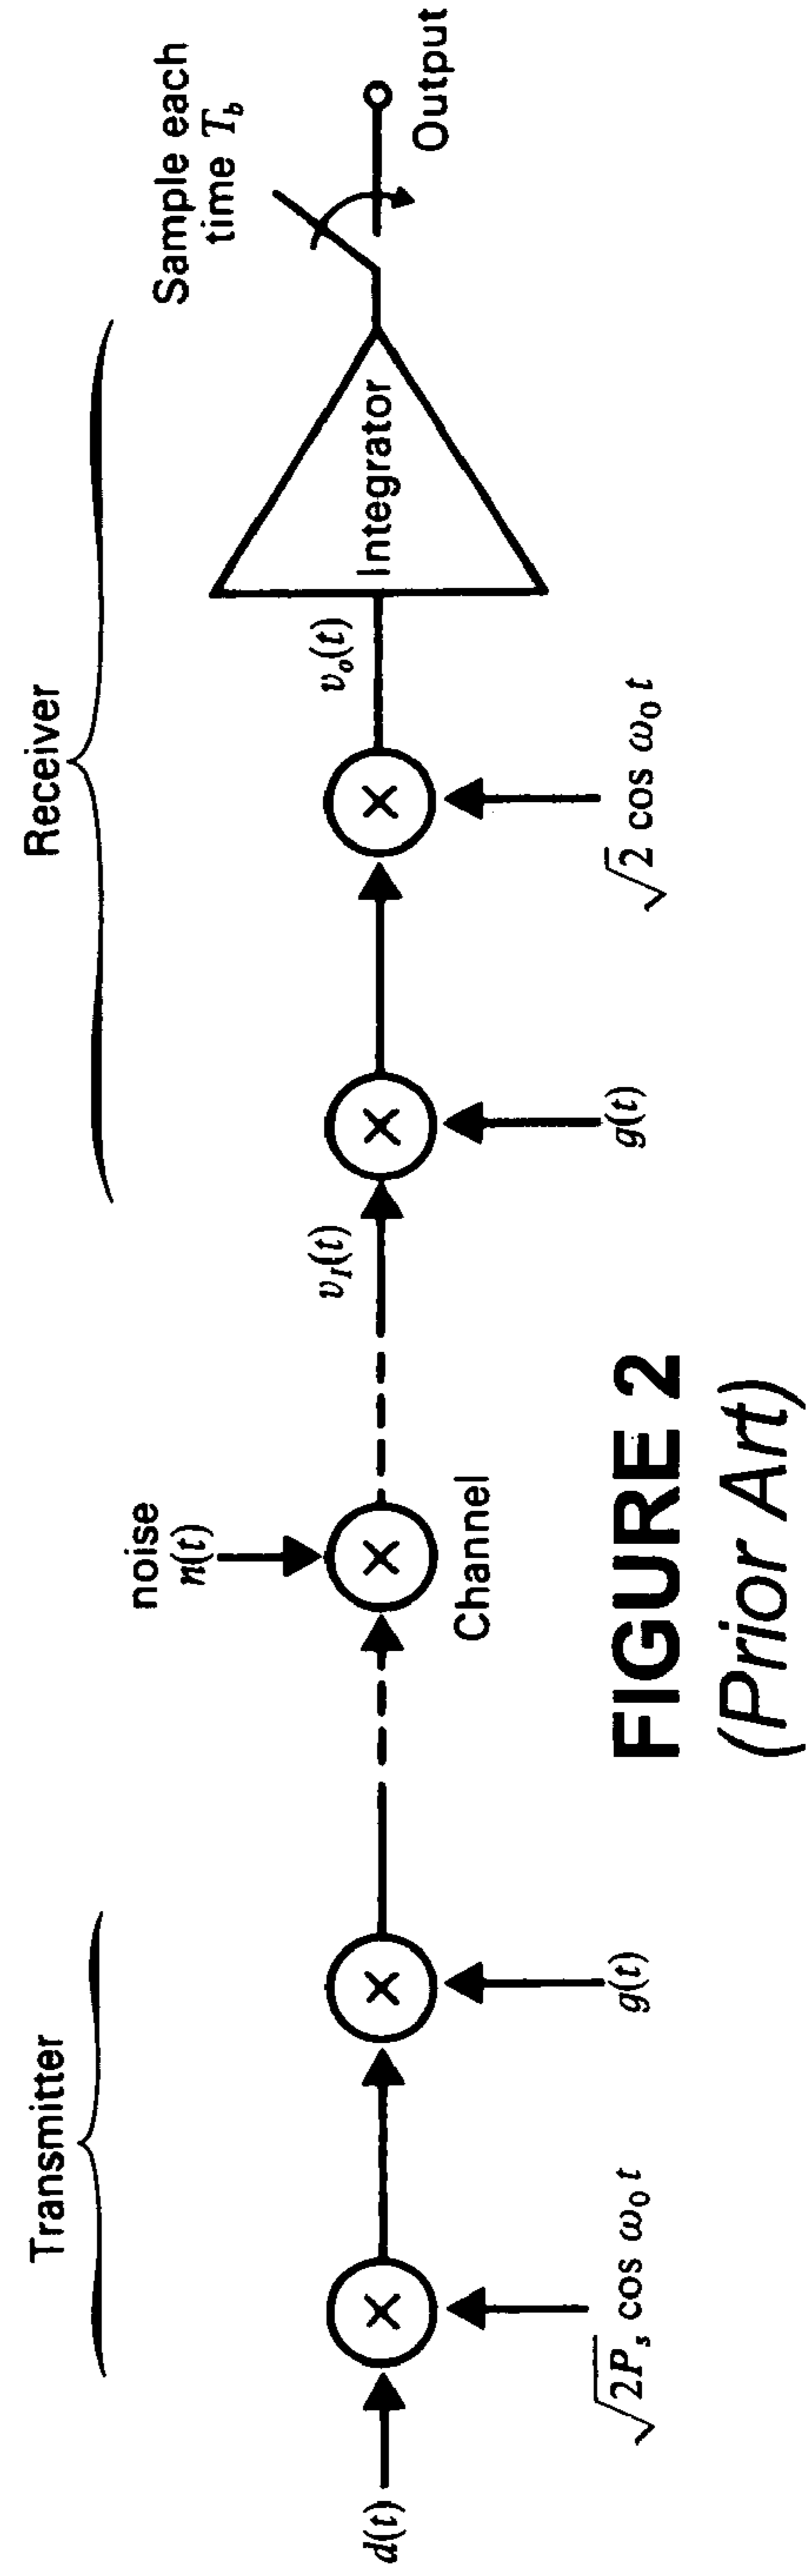 Transmitter
Receiver
Sample each
time T_b
noise
n(t)
v_I(t)
v_o(t)
d(t)
×
×
×
×
×
Integrator
Output
Channel
√2P_s cos ω_0 t
g(t)
g(t)
√2 cos ω_0 t
FIGURE 2
(Prior Art)